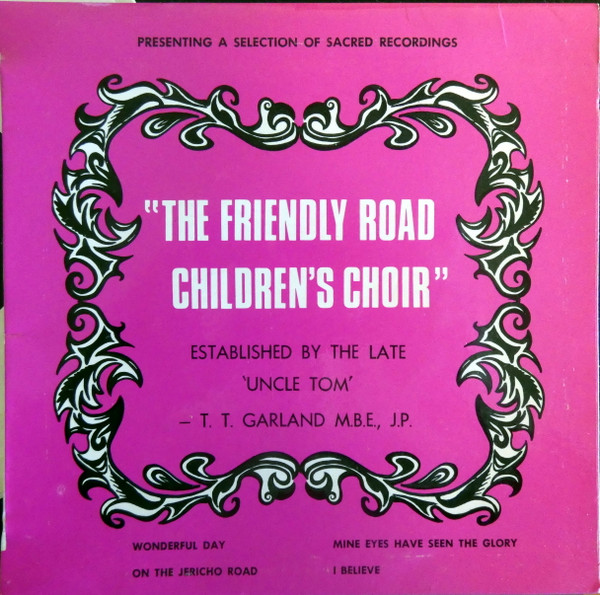 PRESENTING A SELECTION OF SACRED RECORDINGS
"THE FRIENDLY ROAD
CHILDREN'S CHOIR"
ESTABLISHED BY THE LATE
'UNCLE TOM'
– T. T. GARLAND M.B.E., J.P.
WONDERFUL DAY
MINE EYES HAVE SEEN THE GLORY
ON THE JERICHO ROAD
I BELIEVE